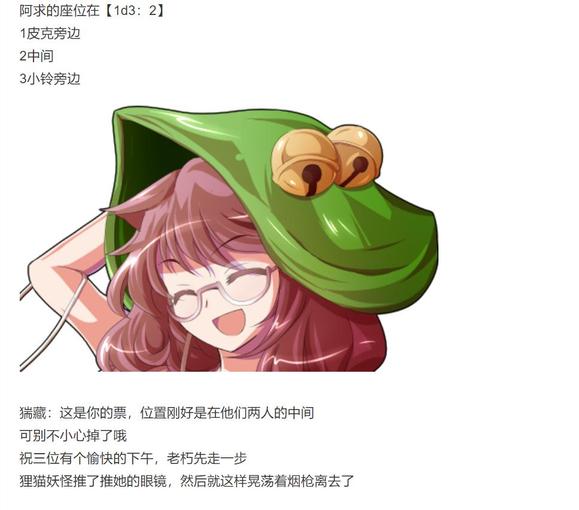 阿求的座位在【1d3：2】
1皮克旁边
2中间
3小铃旁边
猯藏：这是你的票，位置刚好是在他们两人的中间
可别不小心掉了哦
祝三位有个愉快的下午，老朽先走一步
狸猫妖怪推了推她的眼镜，然后就这样晃荡着烟枪离去了